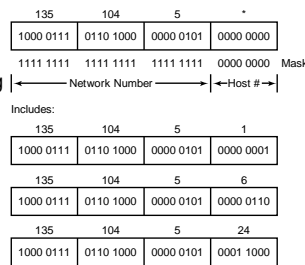 135 104 5 *
1000 0111 0110 1000 0000 0101 0000 0000
1111 1111 1111 1111 1111 1111 0000 0000 Mask
Network Number Host #
Includes:
135 104 5 1
1000 0111 0110 1000 0000 0101 0000 0001
135 104 5 6
1000 0111 0110 1000 0000 0101 0000 0110
135 104 5 24
1000 0111 0110 1000 0000 0101 0001 1000